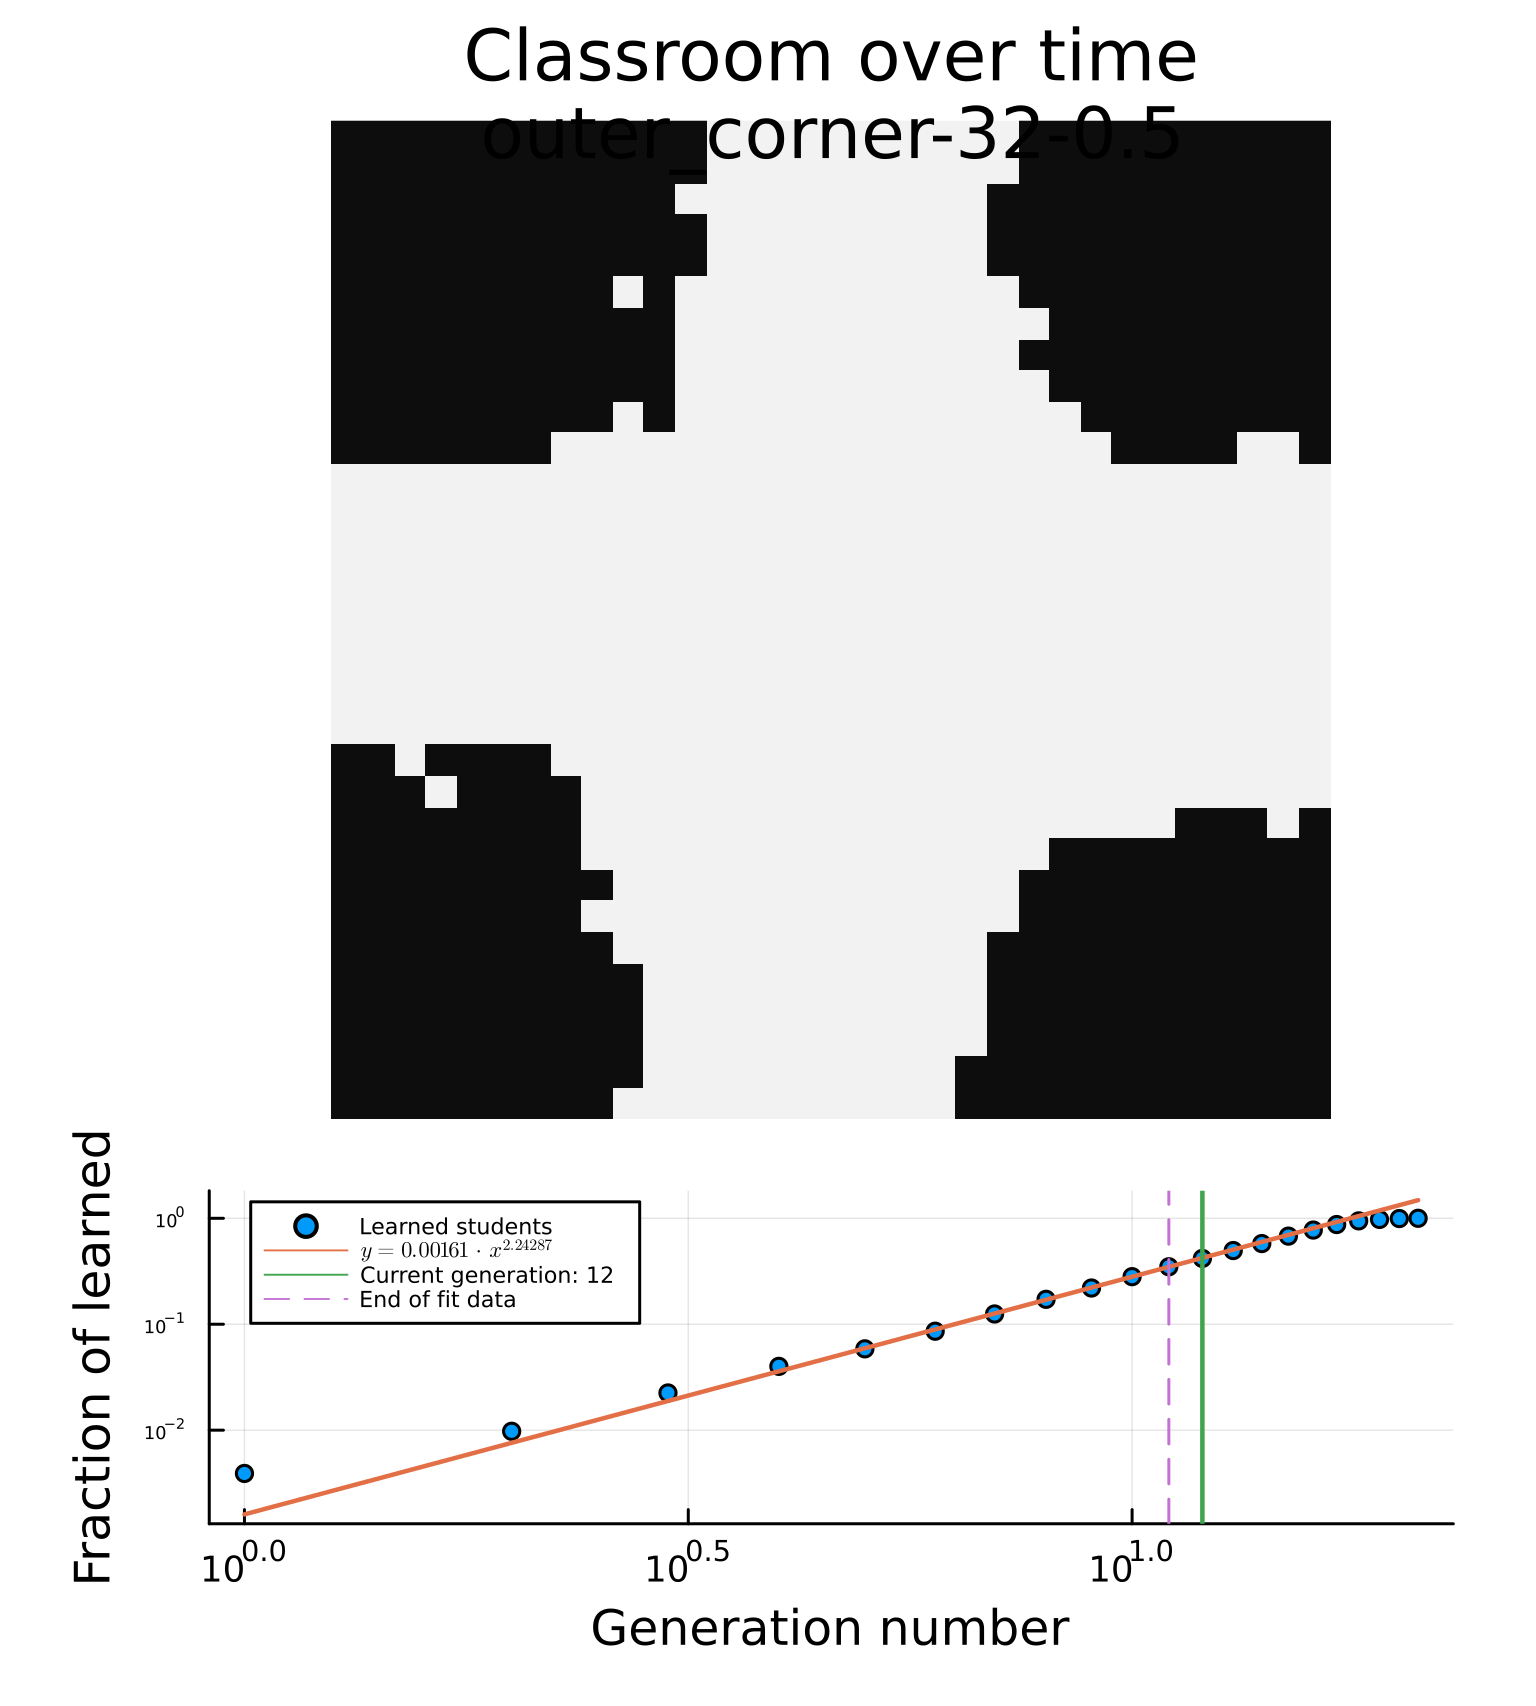 Classroom over time
outer_corner-32-0.5
Fraction of learned
10⁰
10⁻¹
10⁻²
Learned students
y = 0.00161 · x^2.24287
Current generation: 12
End of fit data
10^0.0
10^0.5
10^1.0
Generation number